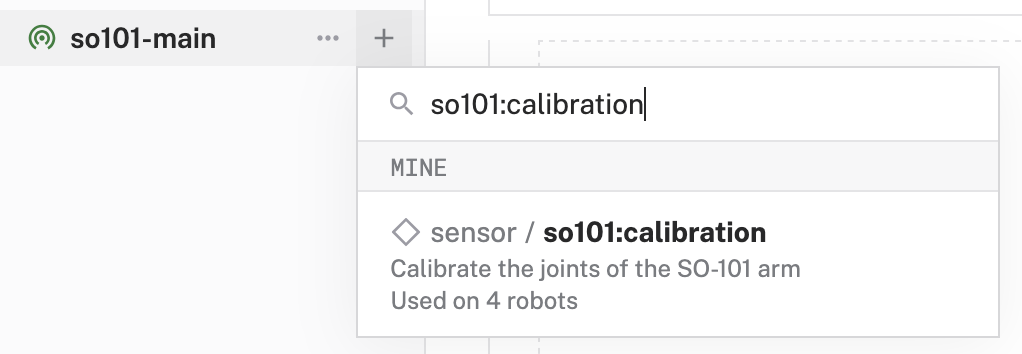 so101-main
so101:calibration
MINE
sensor / so101:calibration
Calibrate the joints of the SO-101 arm
Used on 4 robots